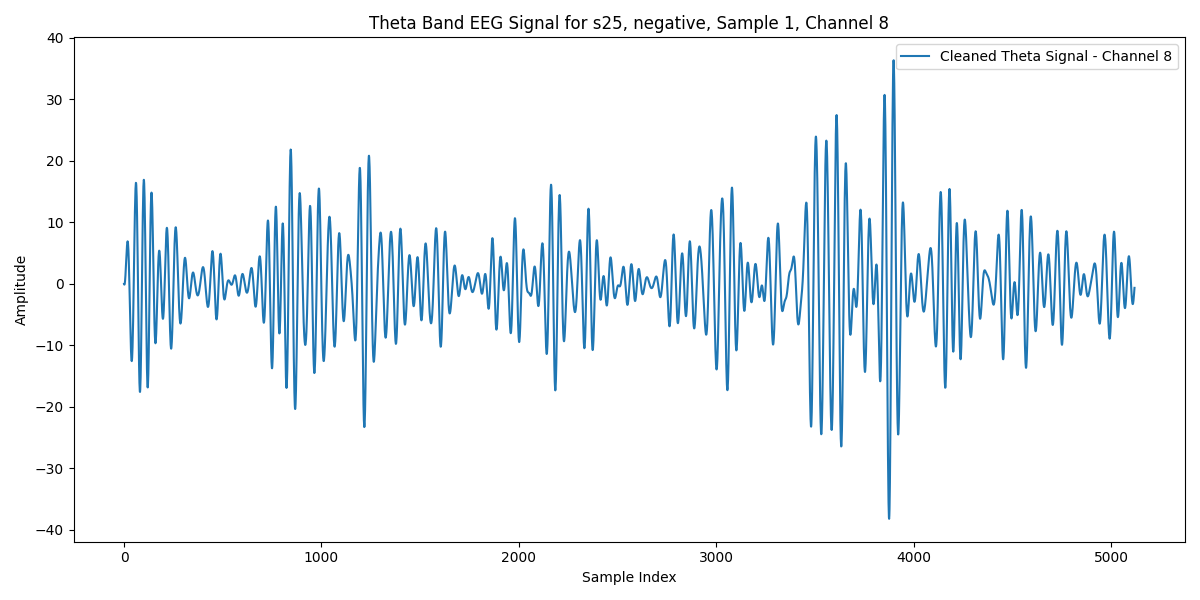 Theta Band EEG Signal for s25, negative, Sample 1, Channel 8
Cleaned Theta Signal - Channel 8
Amplitude
40
30
20
10
0
−10
−20
−30
−40
0 1000 2000 3000 4000 5000
Sample Index